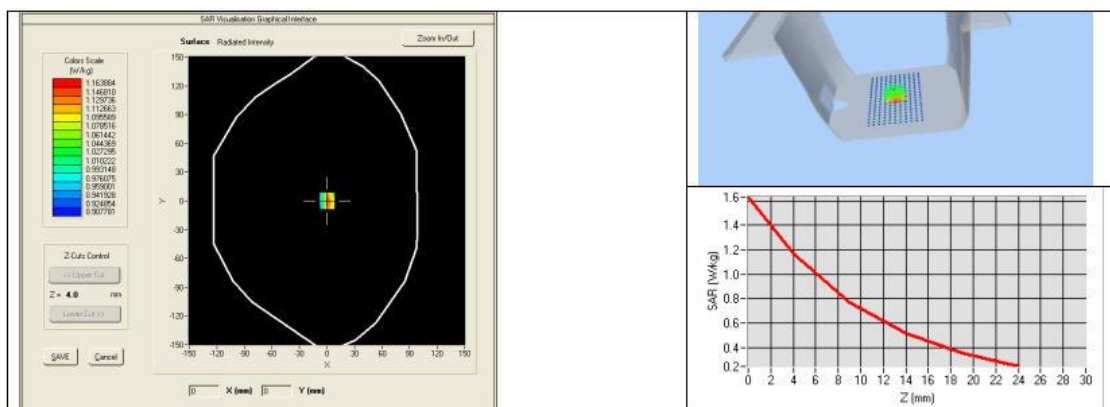 SAR Visualisation Graphical Interface
Surface Radiated Intensity
Zoom In/Out
Colors Scale
(W/kg)
1.163884
1.146810
1.129736
1.112663
1.095589
1.078516
1.061442
1.044369
1.027295
1.010222
0.993148
0.976075
0.959001
0.941928
0.924854
0.907781
150
120
90
60
30
0
-30
-60
-90
-120
-150
Y
-150 -120 -90 -60 -30 0 30 60 90 120 150
X
Z-Cuts Control
<< Upper Cut
Z = 4.0 mm
Lower Cut >>
SAVE Cancel
0 X (mm) 0 Y (mm)
1.6
1.4
1.2
1.0
0.8
0.6
0.4
0.2
SAR (W/kg)
0 2 4 6 8 10 12 14 16 18 20 22 24 26 28 30
Z (mm)